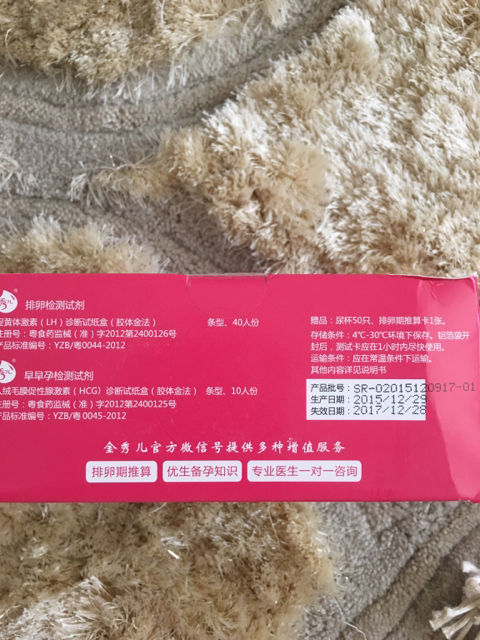 秀儿
®
排卵检测试剂
促黄体激素（LH）诊断试纸盒（胶体金法） 条型，40人份
注册号：粤食药监械（准）字2012第2400126号
产品标准编号：YZB/粤0044-2012
®
早早孕检测试剂
人绒毛膜促性腺激素（HCG）诊断试纸盒（胶体金法） 条型，10人份
注册号：粤食药监械（准）字2012第2400125号
产品标准编号：YZB/粤 0045-2012
赠品：尿杯50只、排卵期推算卡1张。
存储条件：4℃-30℃环境下保存。铝箔袋开
封后，测试卡应在1小时内尽快使用。
运输条件：应在常温条件下运输。
其他内容详见说明书
产品批号：SR-02015120917-01
生产日期：2015/12/29
失效日期：2017/12/28
金秀儿官方微信号提供多种增值服务
排卵期推算 优生备孕知识 专业医生一对一咨询